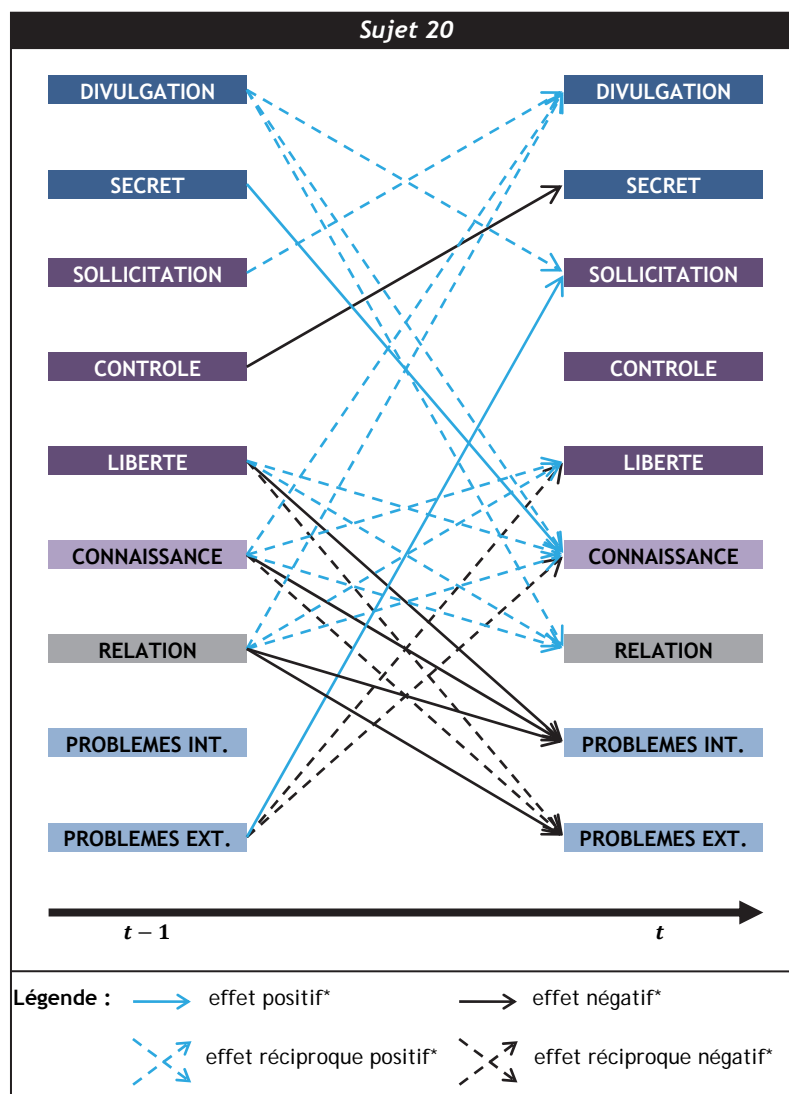 Sujet 20
DIVULGATION DIVULGATION
SECRET SECRET
SOLLICITATION SOLLICITATION
CONTROLE CONTROLE
LIBERTE LIBERTE
CONNAISSANCE CONNAISSANCE
RELATION RELATION
PROBLEMES INT. PROBLEMES INT.
PROBLEMES EXT. PROBLEMES EXT.
t − 1 t
Légende : effet positif* effet négatif*
effet réciproque positif* effet réciproque négatif*